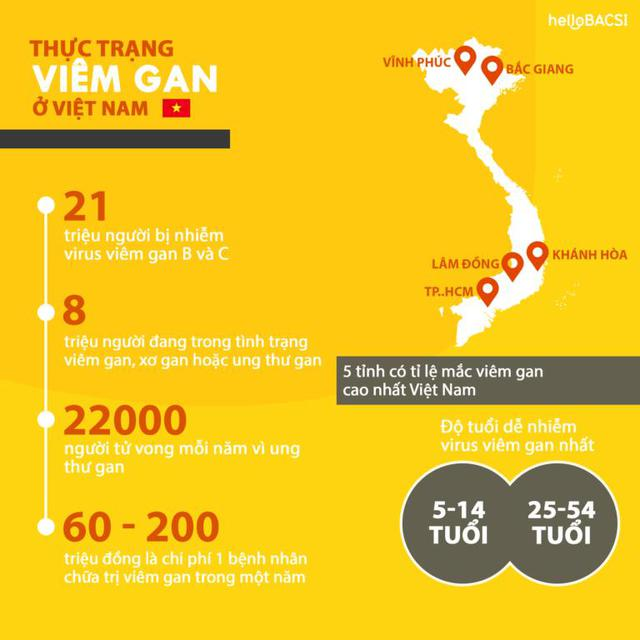 helloBACSI
THỰC TRẠNG
VIÊM GAN
Ở VIỆT NAM
VĨNH PHÚC
BẮC GIANG
LÂM ĐỒNG
KHÁNH HÒA
TP..HCM
21
triệu người bị nhiễm
virus viêm gan B và C
8
triệu người đang trong tình trạng
viêm gan, xơ gan hoặc ung thư gan
22000
người tử vong mỗi năm vì ung
thư gan
60 - 200
triệu đồng là chi phí 1 bệnh nhân
chữa trị viêm gan trong một năm
5 tỉnh có tỉ lệ mắc viêm gan
cao nhất Việt Nam
Độ tuổi dễ nhiễm
virus viêm gan nhất
5-14
TUỔI
25-54
TUỔI